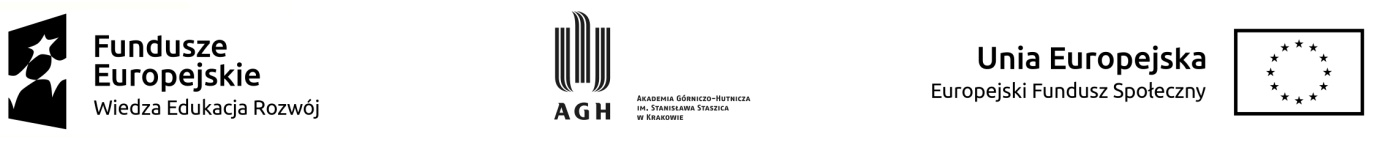 Fundusze
Europejskie
Wiedza Edukacja Rozwój
AGH
Akademia Górniczo-Hutnicza
im. Stanisława Staszica
w Krakowie
Unia Europejska
Europejski Fundusz Społeczny